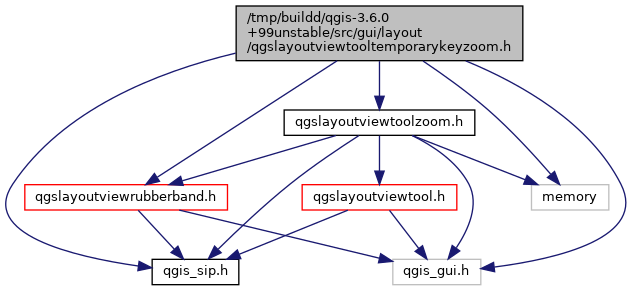 /tmp/buildd/qgis-3.6.0
+99unstable/src/gui/layout
/qgslayoutviewtooltemporarykeyzoom.h
qgslayoutviewtoolzoom.h
qgslayoutviewrubberband.h
qgslayoutviewtool.h
memory
qgis_sip.h
qgis_gui.h